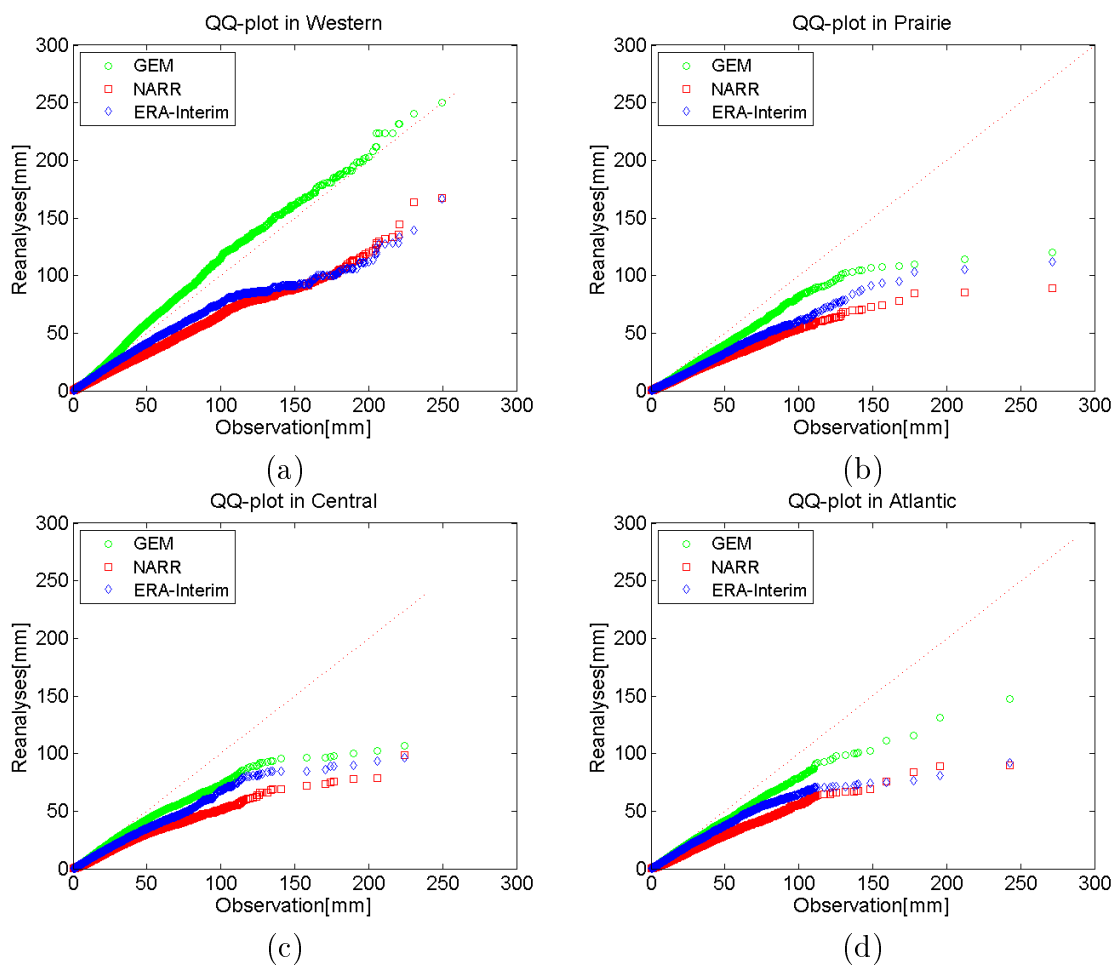 QQ-plot in Western
GEM
NARR
ERA-Interim
Reanalyses[mm]
300
250
200
150
100
50
0
0 50 100 150 200 250 300
Observation[mm]
(a)
QQ-plot in Prairie
GEM
NARR
ERA-Interim
Reanalyses[mm]
300
250
200
150
100
50
0
0 50 100 150 200 250 300
Observation[mm]
(b)
QQ-plot in Central
GEM
NARR
ERA-Interim
Reanalyses[mm]
300
250
200
150
100
50
0
0 50 100 150 200 250 300
Observation[mm]
(c)
QQ-plot in Atlantic
GEM
NARR
ERA-Interim
Reanalyses[mm]
300
250
200
150
100
50
0
0 50 100 150 200 250 300
Observation[mm]
(d)